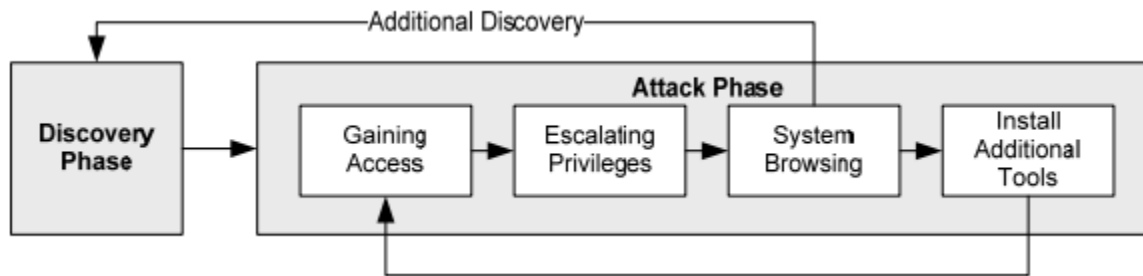 Additional Discovery
Discovery
Phase
Attack Phase
Gaining
Access
Escalating
Privileges
System
Browsing
Install
Additional
Tools